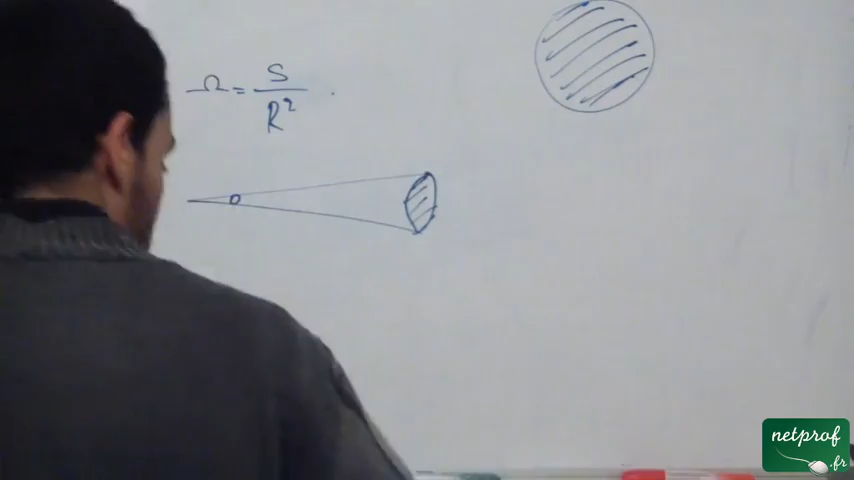 Ω = S / R²
netprof
.fr